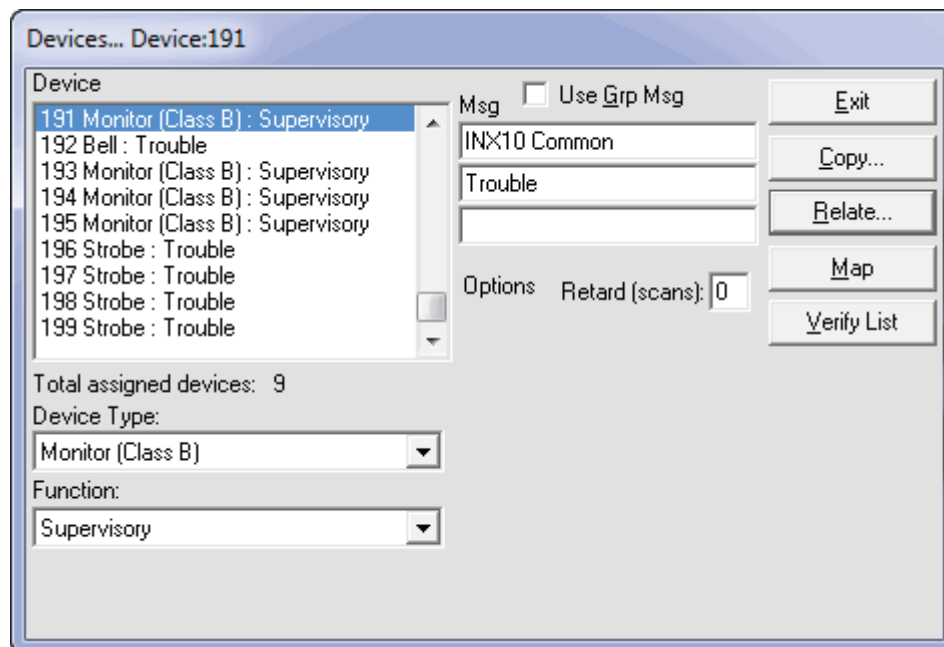 Devices... Device:191
Device
191 Monitor (Class B) : Supervisory
192 Bell : Trouble
193 Monitor (Class B) : Supervisory
194 Monitor (Class B) : Supervisory
195 Monitor (Class B) : Supervisory
196 Strobe : Trouble
197 Strobe : Trouble
198 Strobe : Trouble
199 Strobe : Trouble
Total assigned devices: 9
Device Type:
Monitor (Class B)
Function:
Supervisory
Msg Use Grp Msg
INX10 Common
Trouble
Options Retard (scans): 0
Exit
Copy...
Relate...
Map
Verify List